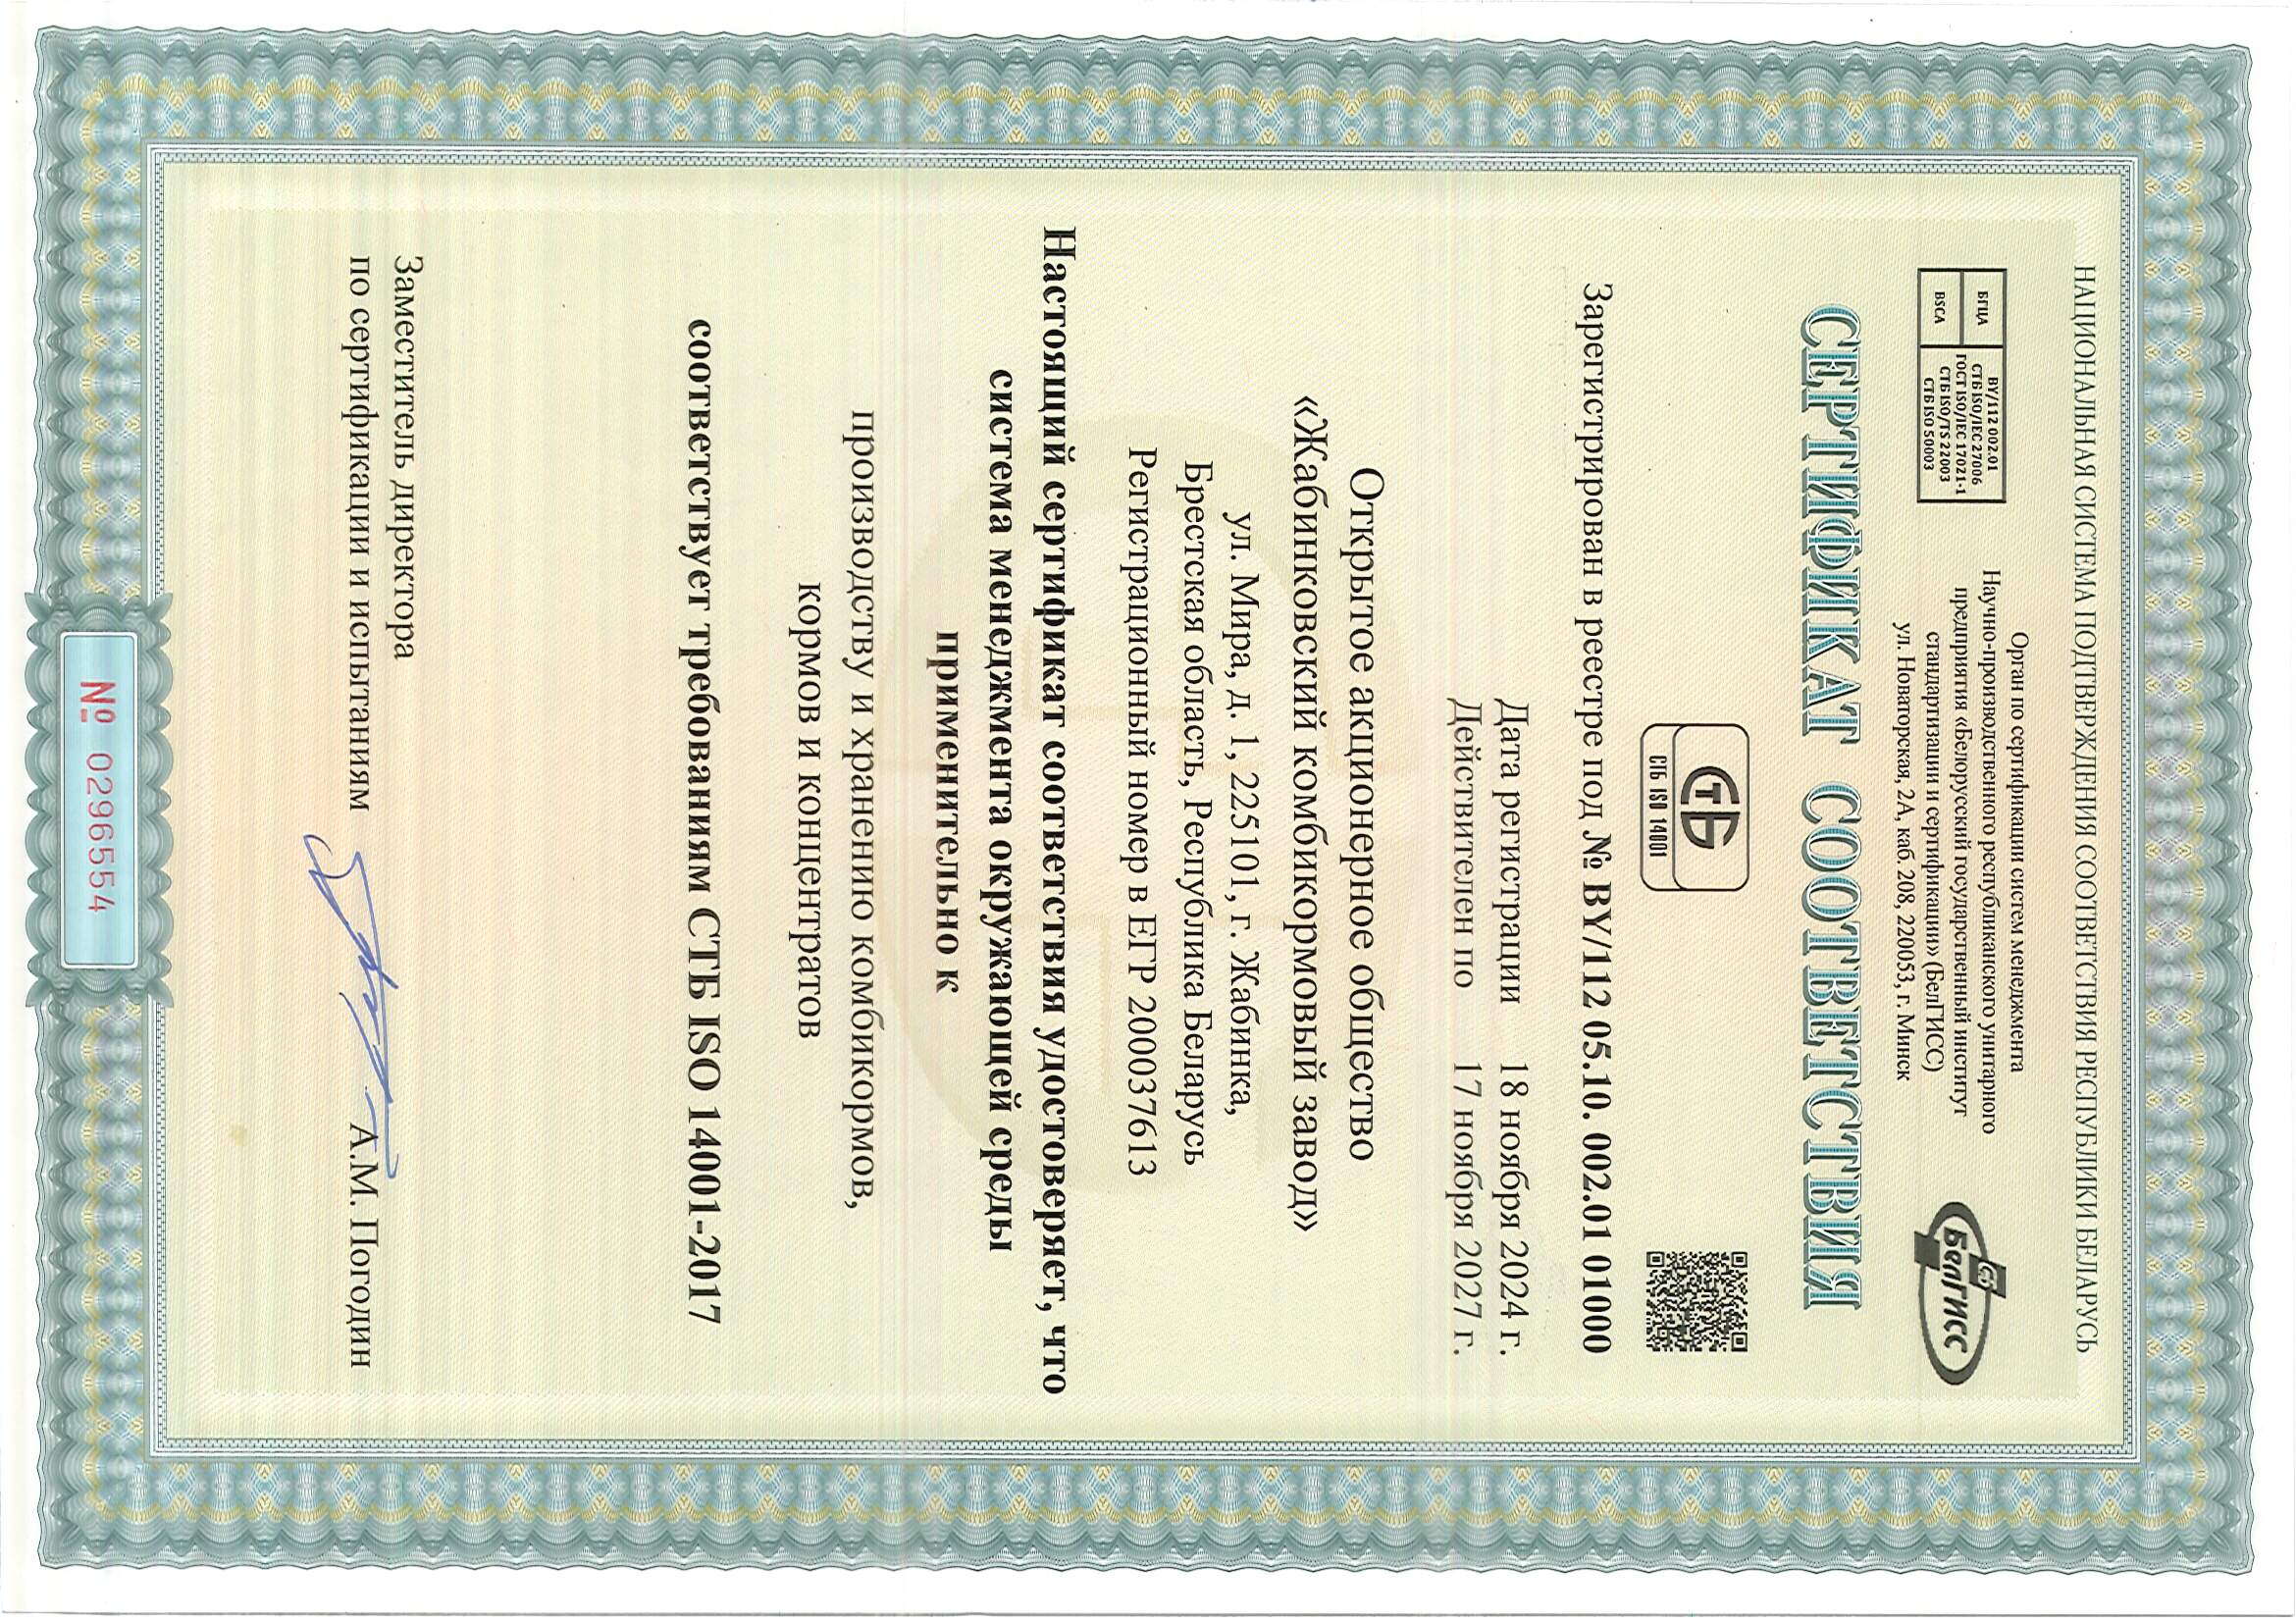 НАЦИОНАЛЬНАЯ СИСТЕМА ПОДТВЕРЖДЕНИЯ СООТВЕТСТВИЯ РЕСПУБЛИКИ БЕЛАРУСЬ
БГЦА
BSCA
BY/112 002.01
СТБ ISO/IEC 27006
ГОСТ ISO/IEC 17021-1
СТБ ISO/TS 22003
СТБ ISO 50003
Орган по сертификации систем менеджмента
Научно-производственного республиканского унитарного
предприятия «Белорусский государственный институт
стандартизации и сертификации» (БелГИСС)
ул. Новаторская, 2А, каб. 208, 220053, г. Минск
БелГИСС
СЕРТИФИКАТ СООТВЕТСТВИЯ
СТБ
СТБ ISO 14001
Зарегистрирован в реестре под № BY/112 05.10. 002.01 01000
Дата регистрации 18 ноября 2024 г.
Действителен по 17 ноября 2027 г.
Открытое акционерное общество
«Жабинковский комбикормовый завод»
ул. Мира, д. 1, 225101, г. Жабинка,
Брестская область, Республика Беларусь
Регистрационный номер в ЕГР 200037613
Настоящий сертификат соответствия удостоверяет, что
система менеджмента окружающей среды
применительно к
производству и хранению комбикормов,
кормов и концентратов
соответствует требованиям СТБ ISO 14001-2017
Заместитель директора
по сертификации и испытаниям А.М. Погодин
№ 0296554